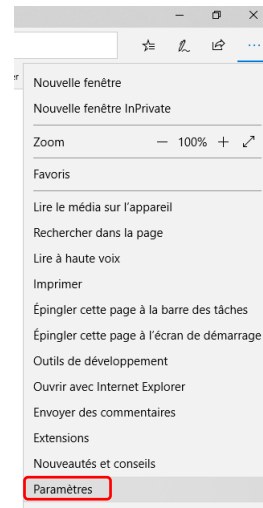 er
Nouvelle fenêtre
Nouvelle fenêtre InPrivate
Zoom — 100% +
Favoris
Lire le média sur l'appareil
Rechercher dans la page
Lire à haute voix
Imprimer
Épingler cette page à la barre des tâches
Épingler cette page à l'écran de démarrage
Outils de développement
Ouvrir avec Internet Explorer
Envoyer des commentaires
Extensions
Nouveautés et conseils
Paramètres